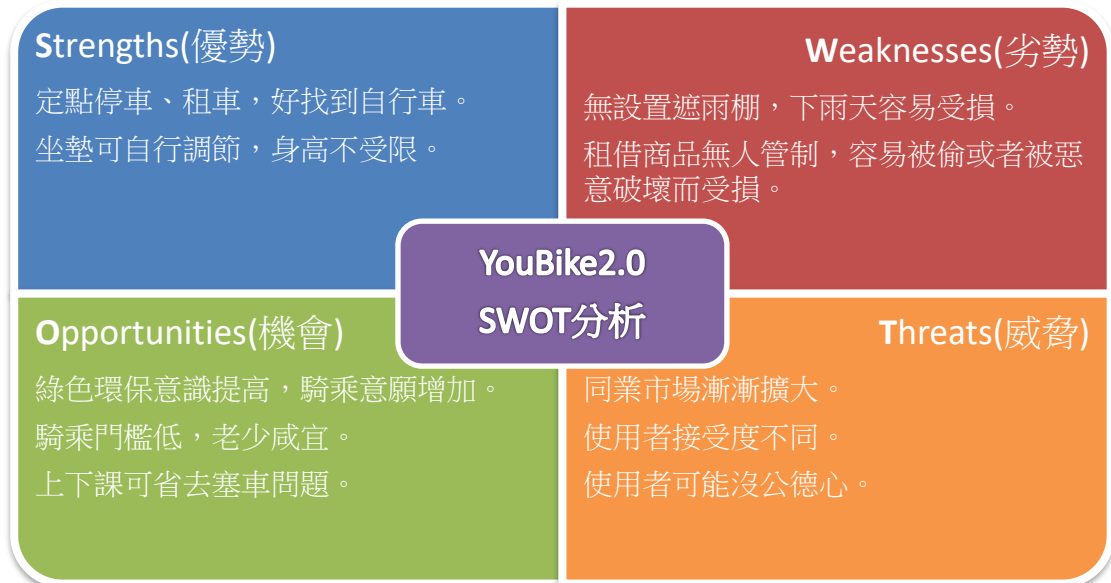 Strengths(優勢)
定點停車、租車，好找到自行車。
坐墊可自行調節，身高不受限。
Weaknesses(劣勢)
無設置遮雨棚，下雨天容易受損。
租借商品無人管制，容易被偷或者被惡
意破壞而受損。
YouBike2.0
SWOT分析
Opportunities(機會)
綠色環保意識提高，騎乘意願增加。
騎乘門檻低，老少咸宜。
上下課可省去塞車問題。
Threats(威脅)
同業市場漸漸擴大。
使用者接受度不同。
使用者可能沒公德心。